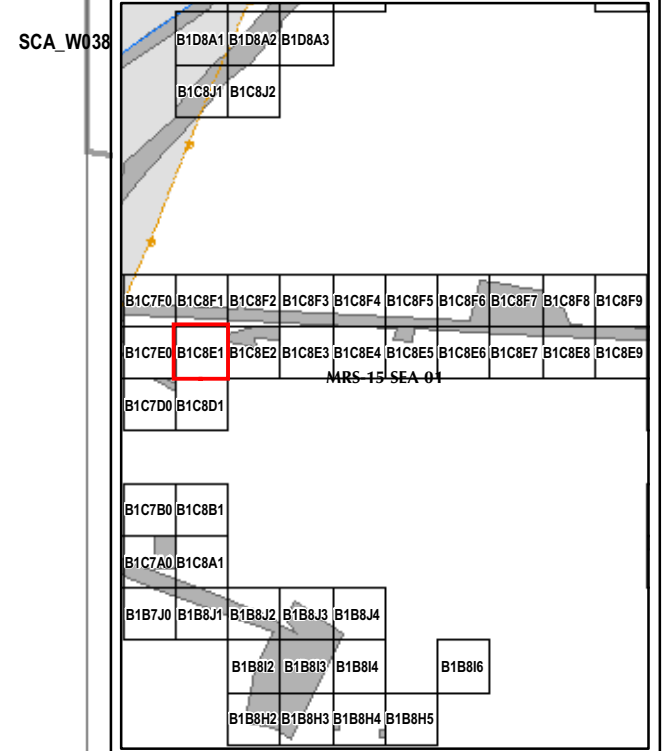 SCA_W038
B1D8A1 B1D8A2 B1D8A3
B1C8J1 B1C8J2
B1C7F0 B1C8F1 B1C8F2 B1C8F3 B1C8F4 B1C8F5 B1C8F6 B1C8F7 B1C8F8 B1C8F9
B1C7E0 B1C8E1 B1C8E2 B1C8E3 B1C8E4 B1C8E5 B1C8E6 B1C8E7 B1C8E8 B1C8E9
MRS-15 SEA 01
B1C7D0 B1C8D1
B1C7B0 B1C8B1
B1C7A0 B1C8A1
B1B7J0 B1B8J1 B1B8J2 B1B8J3 B1B8J4
B1B8I2 B1B8I3 B1B8I4 B1B8I6
B1B8H2 B1B8H3 B1B8H4 B1B8H5